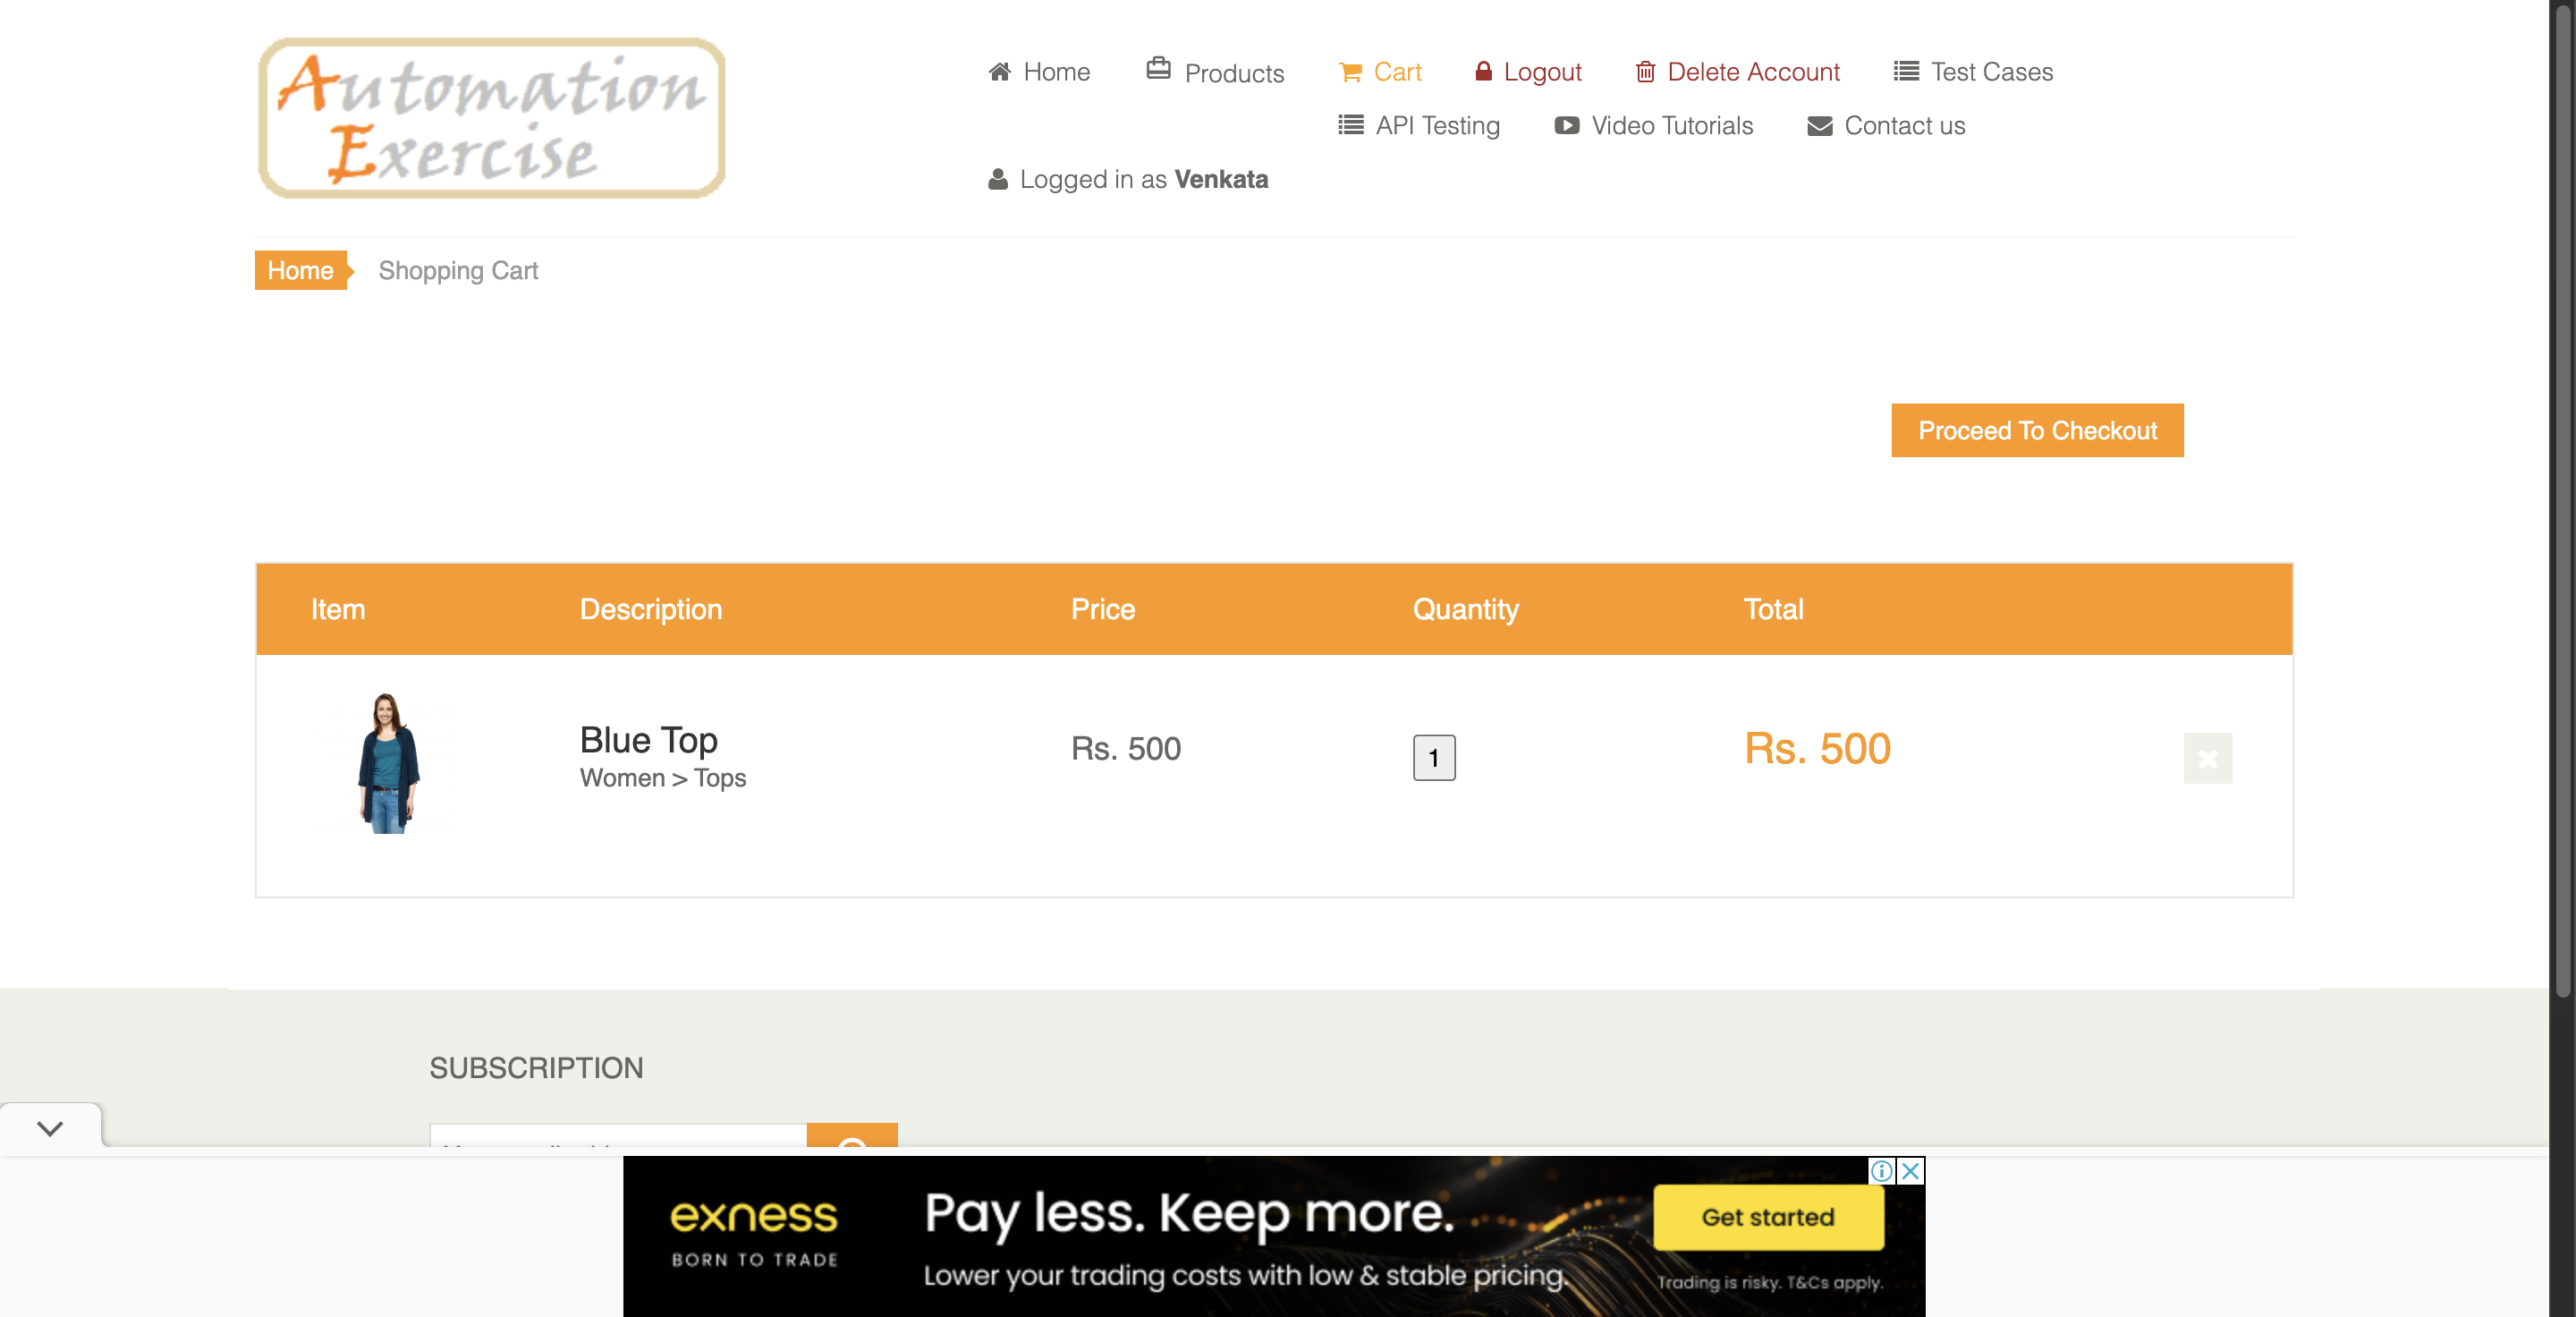 Automation
Exercise
Home
Products
Cart
Logout
Delete Account
Test Cases
API Testing
Video Tutorials
Contact us
Logged in as Venkata
Home
Shopping Cart
Proceed To Checkout
Item
Description
Price
Quantity
Total
Blue Top
Women > Tops
Rs. 500
1
Rs. 500
SUBSCRIPTION
exness
BORN TO TRADE
Pay less. Keep more.
Lower your trading costs with low & stable pricing.
Get started
Trading is risky. T&Cs apply.